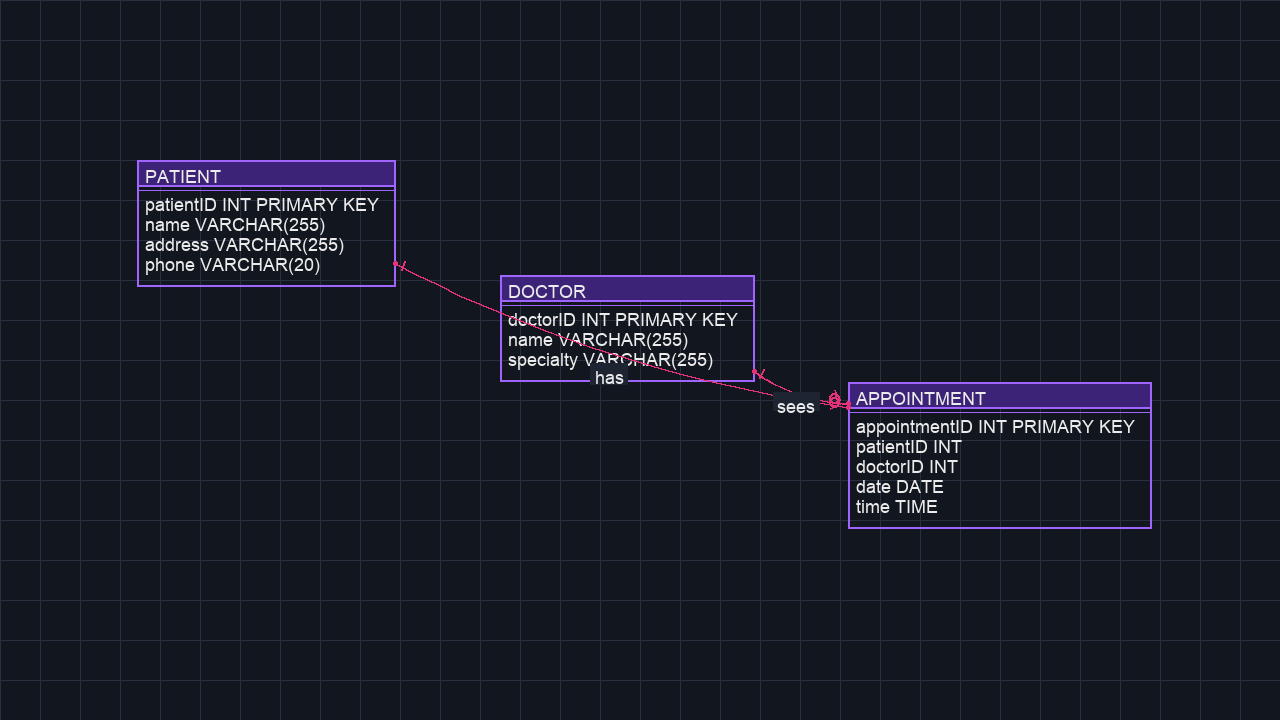 PATIENT
patientID INT PRIMARY KEY
name VARCHAR(255)
address VARCHAR(255)
phone VARCHAR(20)
DOCTOR
doctorID INT PRIMARY KEY
name VARCHAR(255)
specialty VARCHAR(255)
has
sees
APPOINTMENT
appointmentID INT PRIMARY KEY
patientID INT
doctorID INT
date DATE
time TIME